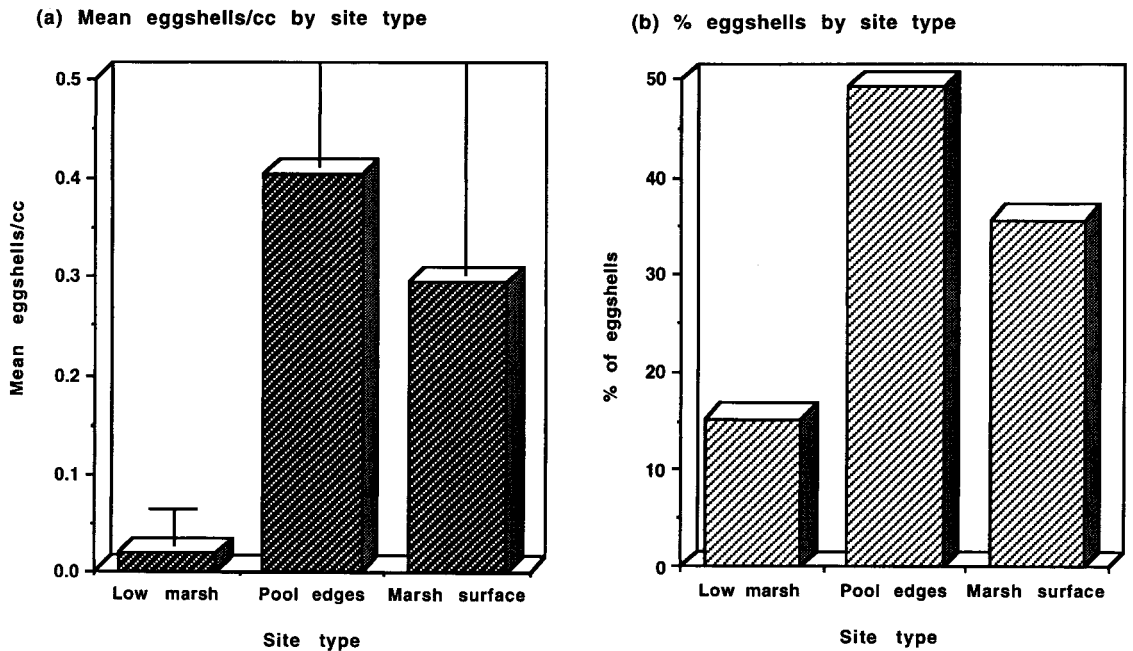 (a) Mean eggshells/cc by site type
0.5
0.4
0.3
0.2
0.1
0.0
Mean eggshells/cc
Low marsh Pool edges Marsh surface
Site type
(b) % eggshells by site type
50
40
30
20
10
0
% of eggshells
Low marsh Pool edges Marsh surface
Site type